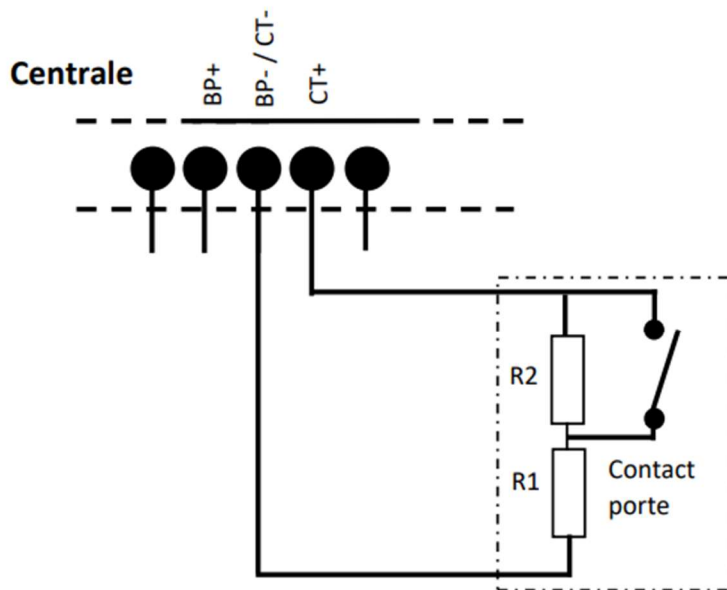 Centrale
BP+
BP- / CT-
CT+
R2
R1
Contact
porte